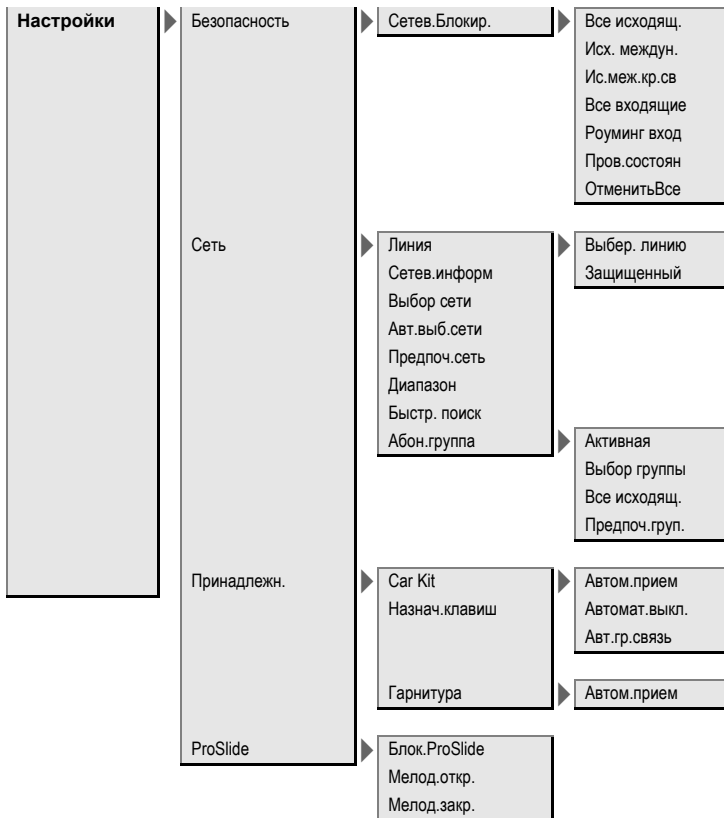 Настройки Безопасность Сетев.Блокир. Все исходящ.
Исх. междун.
Ис.меж.кр.св
Все входящие
Роуминг вход
Пров.состоян
ОтменитьВсе
Сеть Линия Выбер. линию
Сетев.информ Защищенный
Выбор сети
Авт.выб.сети
Предпоч.сеть
Диапазон
Быстр. поиск
Абон.группа Активная
Выбор группы
Все исходящ.
Предпоч.груп.
Принадлежн. Car Kit Автом.прием
Назнач.клавиш Автомат.выкл.
Авт.гр.связь
Гарнитура Автом.прием
ProSlide Блок.ProSlide
Мелод.откр.
Мелод.закр.